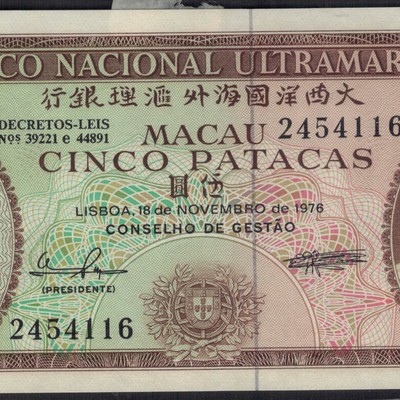 CO NACIONAL ULTRAMAR
行銀理滙外海國洋西大
DECRETOS-LEIS
Nos 39221 e 44891
MACAU 2454116
CINCO PATACAS
圓伍
LISBOA, 18 de NOVEMBRO de 1976
CONSELHO DE GESTÃO
(PRESIDENTE)
2454116